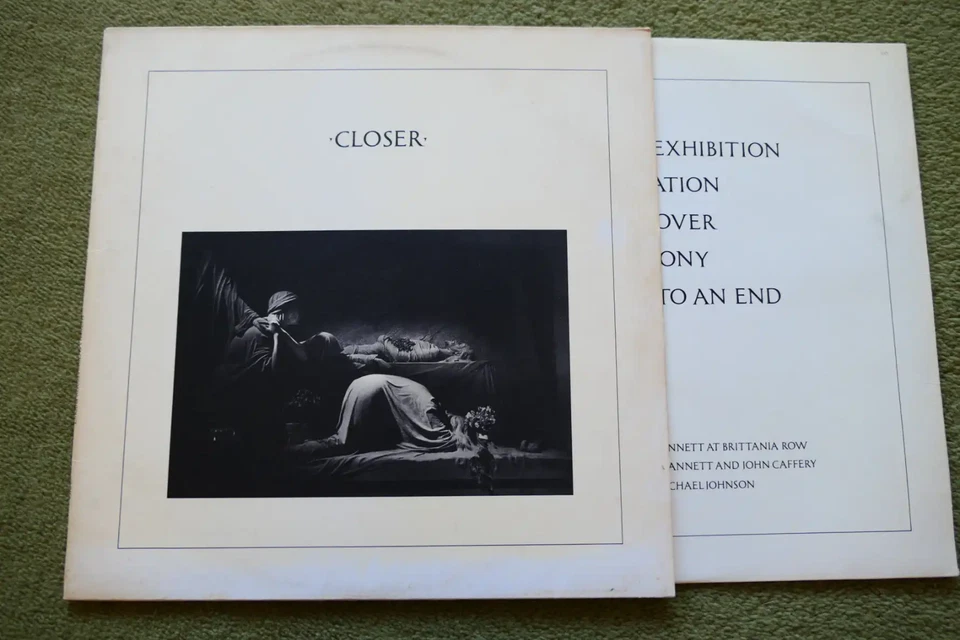 ·CLOSER·
EXHIBITION
ATION
OVER
ONY
TO AN END
NNETT AT BRITTANIA ROW
ANNETT AND JOHN CAFFERY
CHAEL JOHNSON